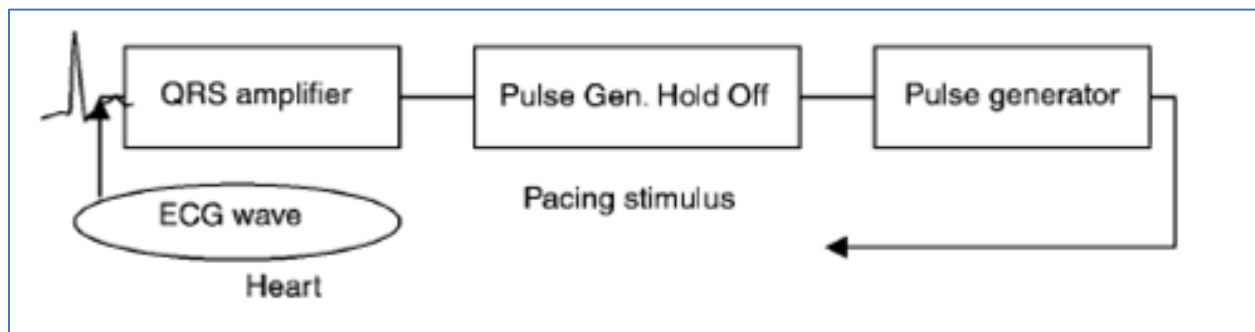 QRS amplifier
Pulse Gen. Hold Off
Pulse generator
ECG wave
Pacing stimulus
Heart